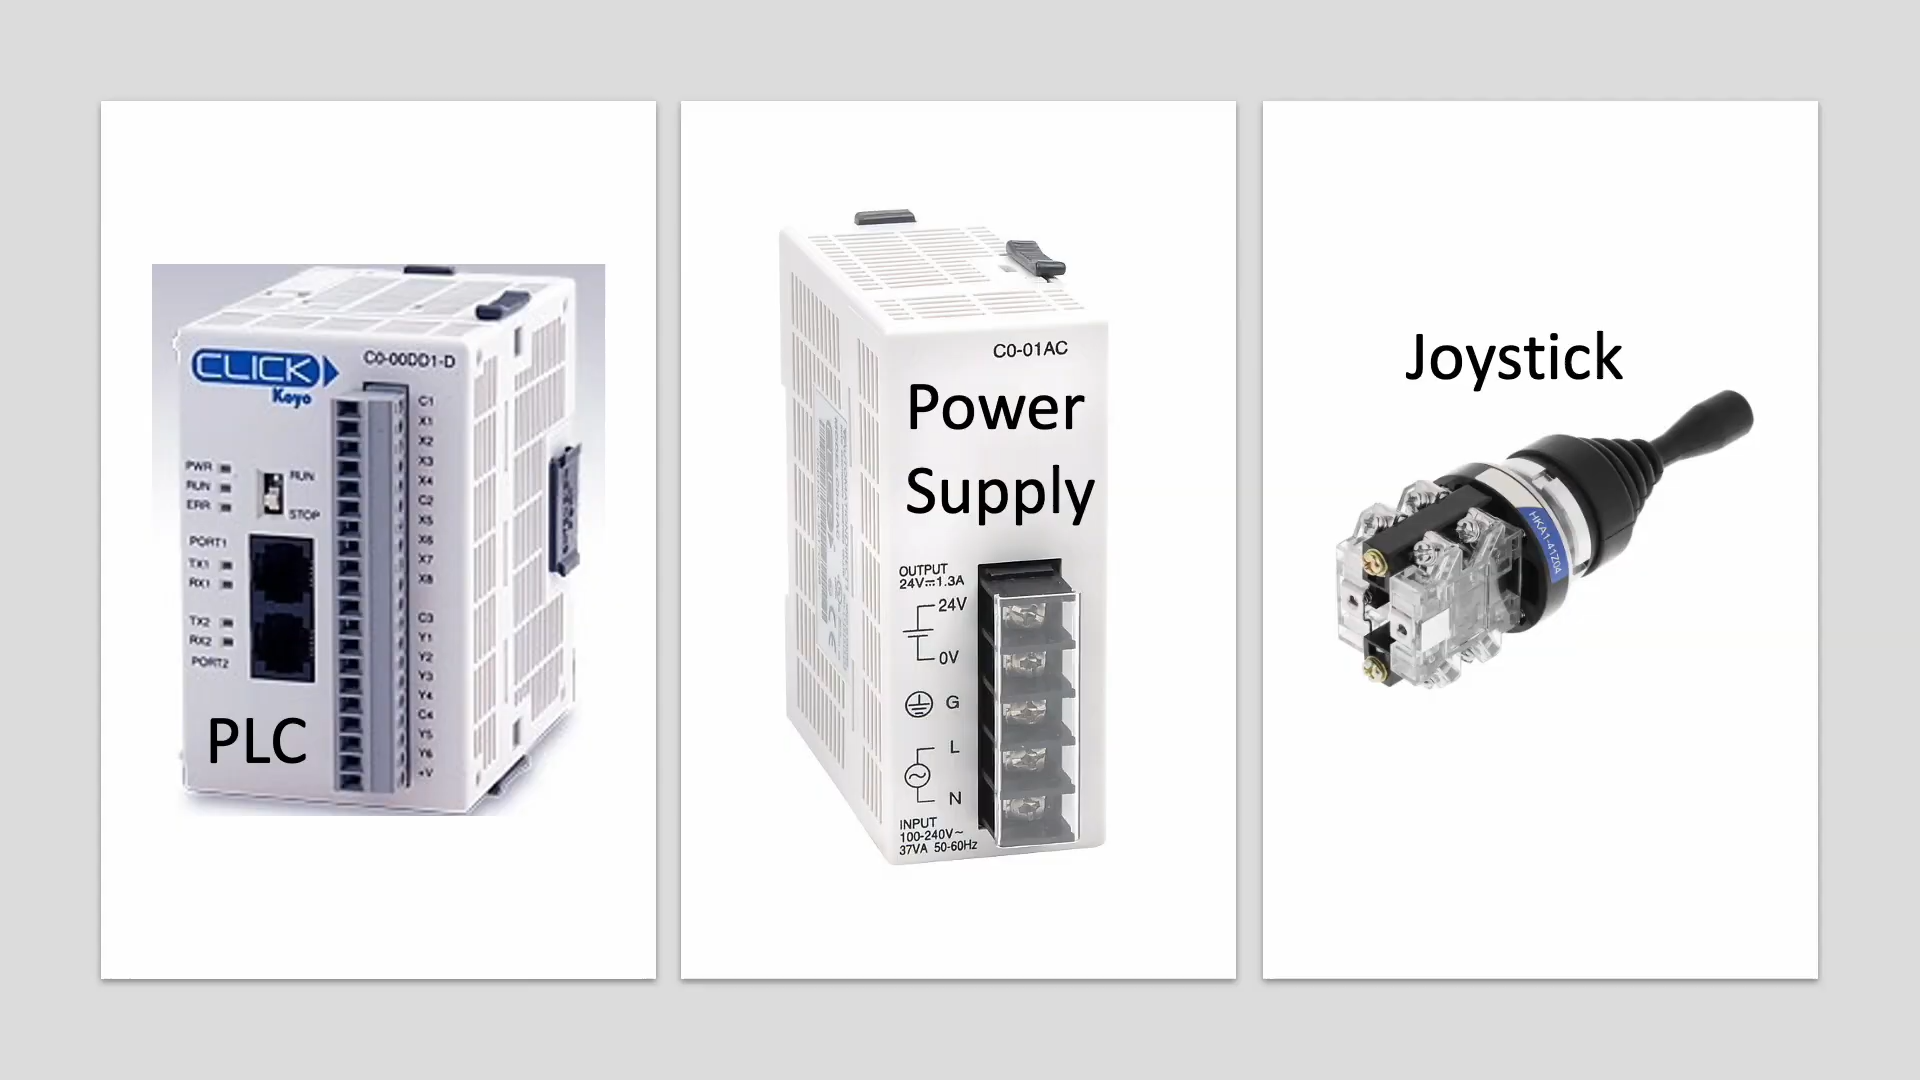 CLICK
Koyo
C0-00DD1-D
C1
X1
X2
X3
X4
C2
X5
X6
X7
X8
C3
Y1
Y2
Y3
Y4
C4
Y5
Y6
+V
PWR
RUN
ERR
RUN
STOP
PORT1
TX1
RX1
TX2
RX2
PORT2
PLC
C0-01AC
Power
Supply
OUTPUT
24V⎓1.3A
24V
0V
G
L
N
INPUT
100-240V~
37VA 50-60Hz
Joystick
HKA1-41Z04